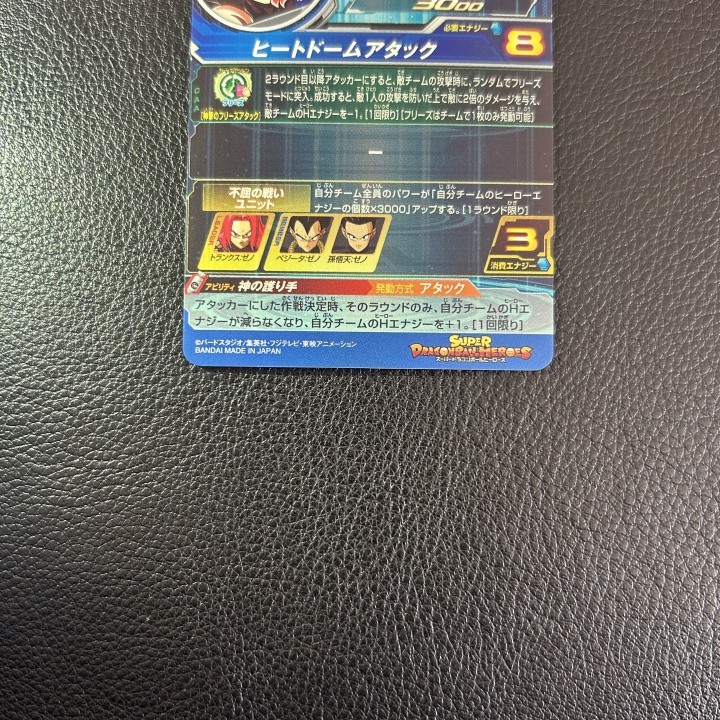 3000
必要エナジー
8
ヒートドームアタック
フリーズ
[神撃のフリーズアタック]
2ラウンド目以降アタッカーにすると、敵チームの攻撃時に、ランダムでフリーズ
モードに突入。成功すると、敵1人の攻撃を防いだ上で敵に2倍のダメージを与え、
敵チームのHエナジーを-1。[1回限り][フリーズはチームで1枚のみ発動可能]
CAA
ー
不屈の戦い
ユニット
自分チーム全員のパワーが「自分チームのヒーローエ
ナジーの個数×3000」アップする。[1ラウンド限り]
LEADER
トランクス:ゼノ
MEMBER
ベジータ:ゼノ
孫悟天:ゼノ
3
消費エナジー
アビリティ 神の護り手
発動方式 アタック
アタッカーにした作戦決定時、そのラウンドのみ、自分チームのHエ
ナジーが減らなくなり、自分チームのHエナジーを+1。[1回限り]
©バードスタジオ/集英社・フジテレビ・東映アニメーション
BANDAI MADE IN JAPAN
SUPER
DRAGONBALL HEROES
スーパードラゴンボールヒーローズ